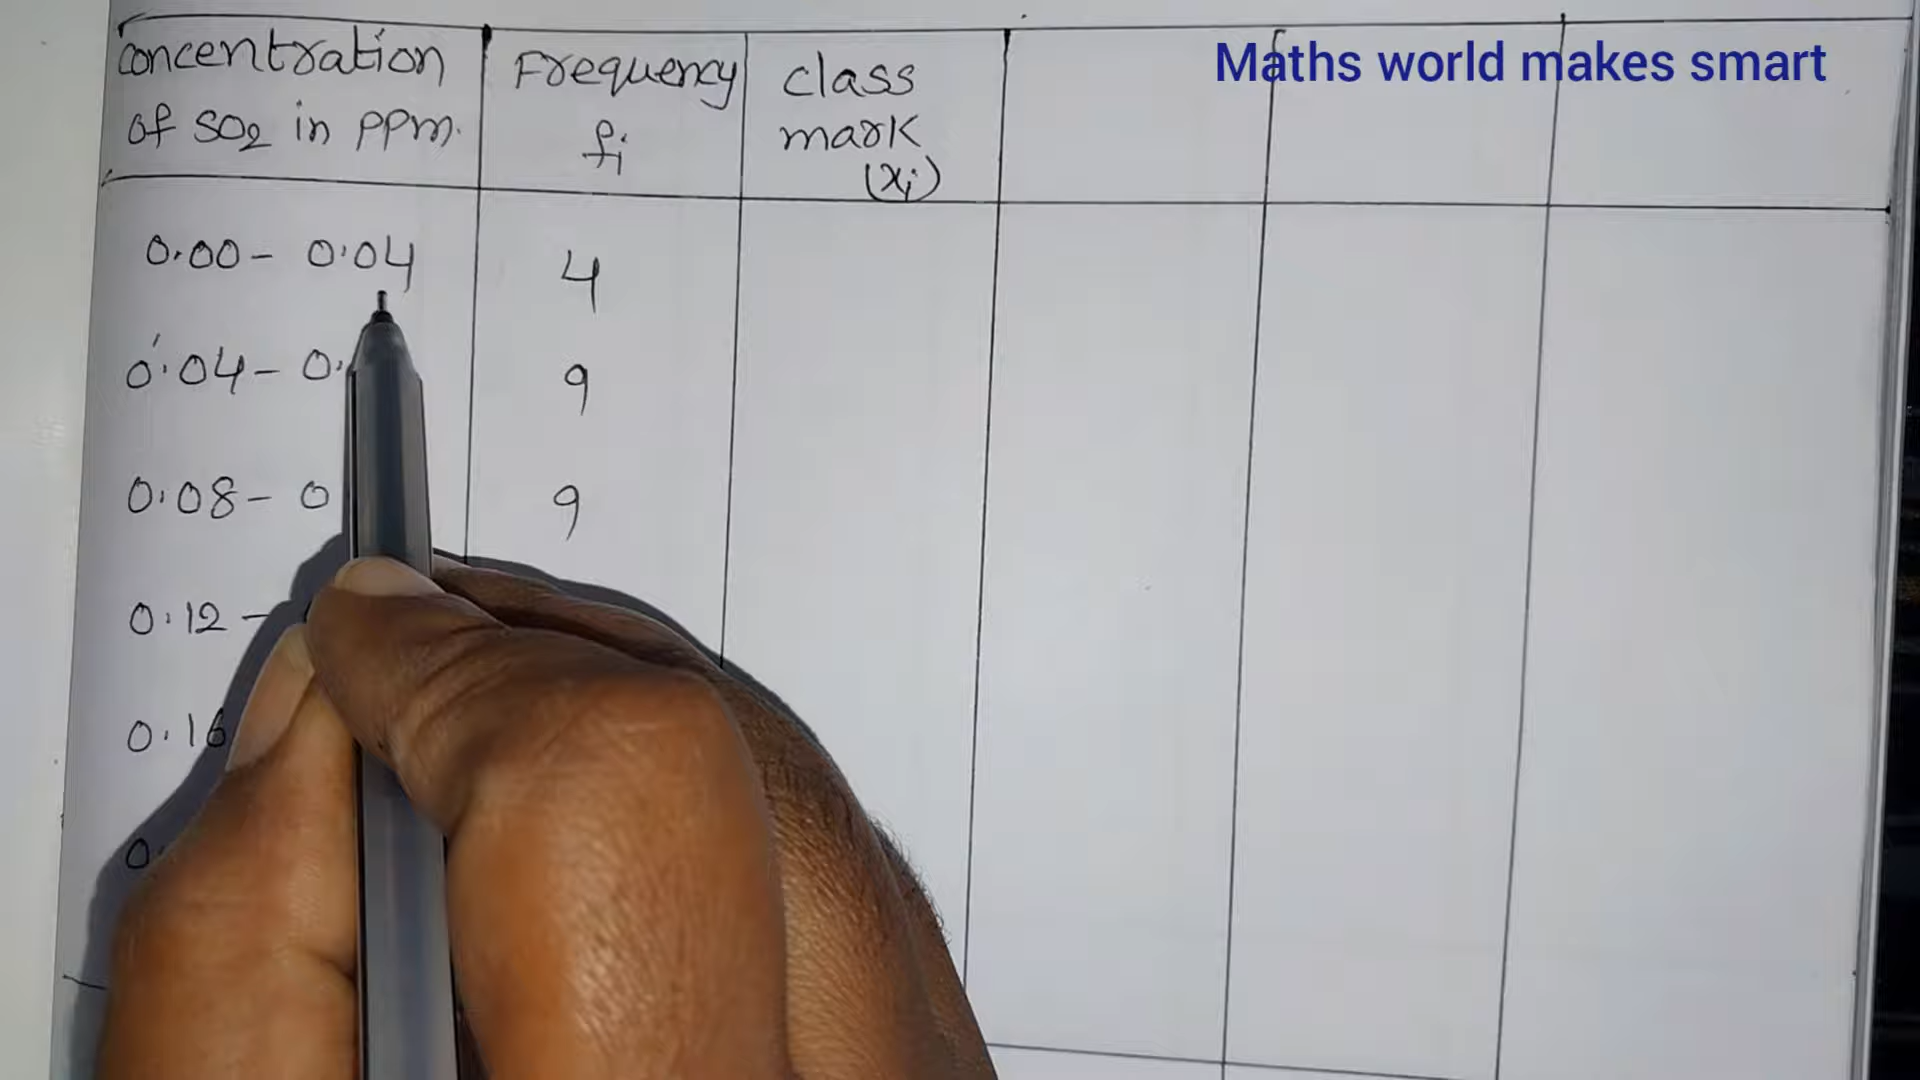 Maths world makes smart
concentration of SO2 in PPm.
Frequency fi
class mark (xi)
0.00 - 0.04 4
0.04 - 0. 9
0.08 - 0 9
0.12 -
0.16
0.